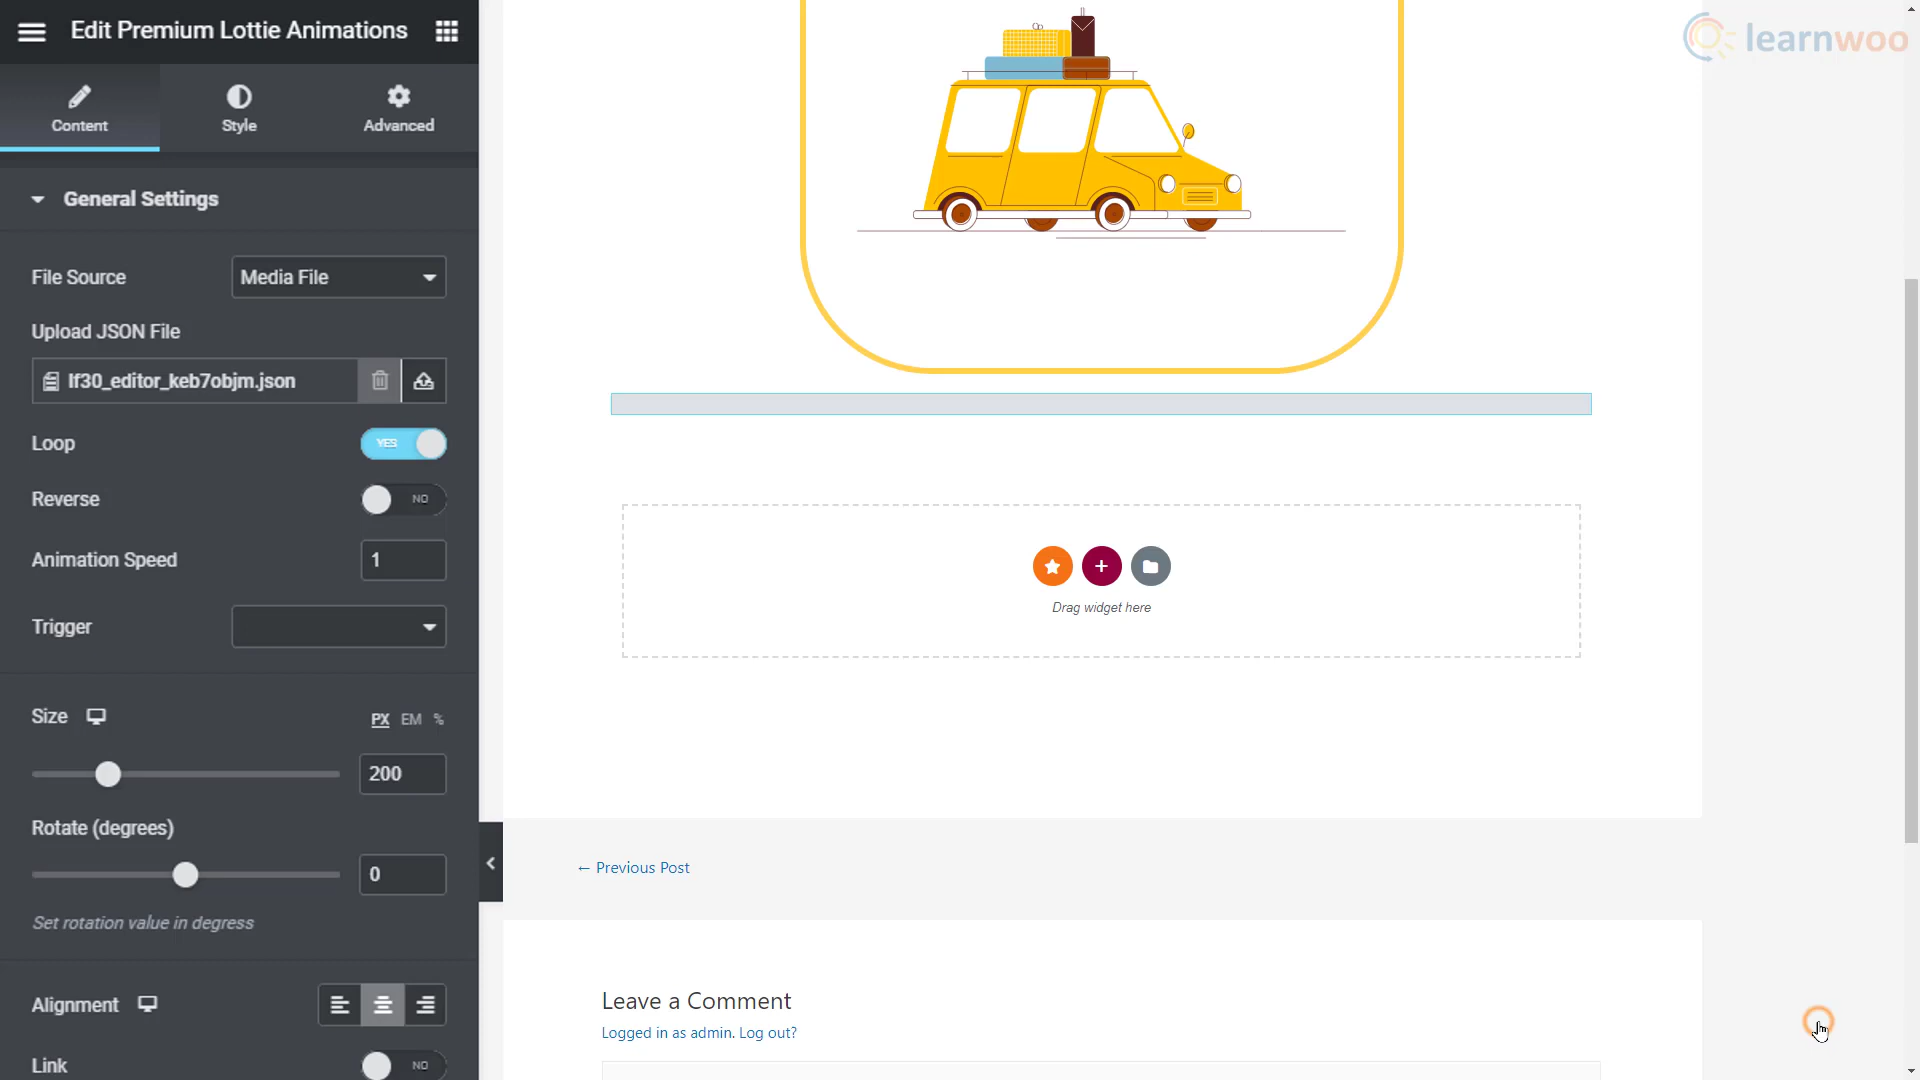 Edit Premium Lottie Animations
Content
Style
Advanced
General Settings
File Source
Media File
Upload JSON File
lf30_editor_keb7objm.json
Loop
YES
Reverse
NO
Animation Speed
1
Trigger
Size
PX EM %
200
Rotate (degrees)
0
Set rotation value in degress
Alignment
Link
NO
learnwoo
Drag widget here
← Previous Post
Leave a Comment
Logged in as admin. Log out?